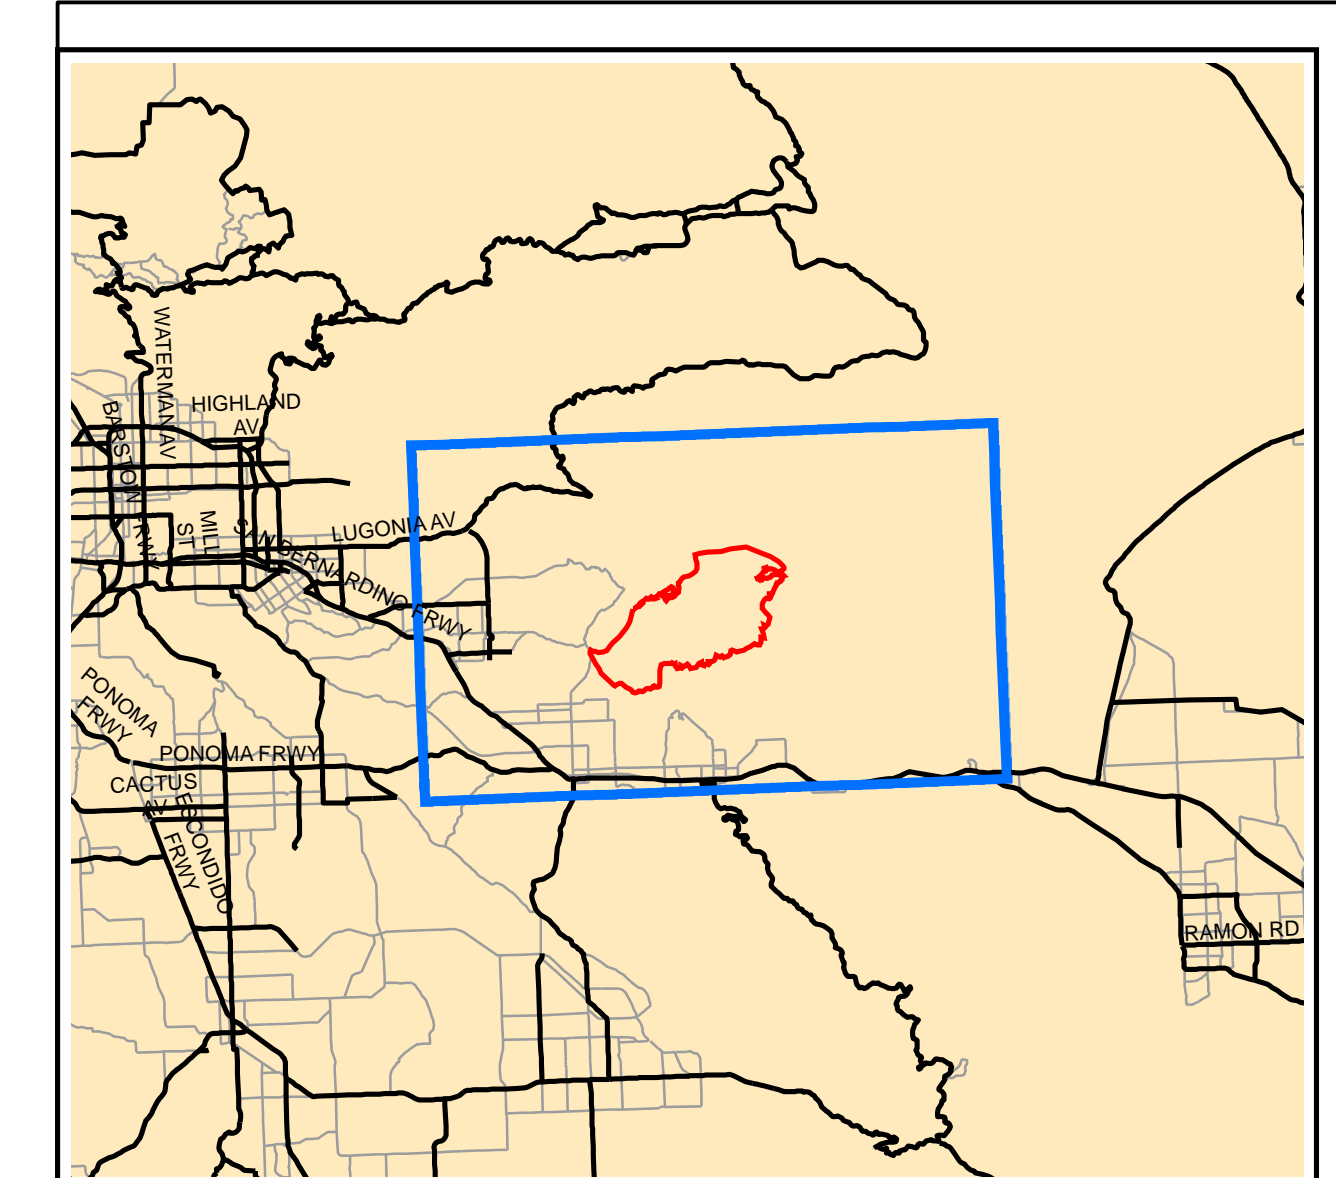 WATERMAN AV
HIGHLAND
AV
BARSTOW
FRWY
MILL
ST
LUGONIA AV
SAN BERNARDINO FRWY
PONOMA
FRWY
PONOMA FRWY
CACTUS
AV
ECCONDIDO
FRWY
RAMON RD